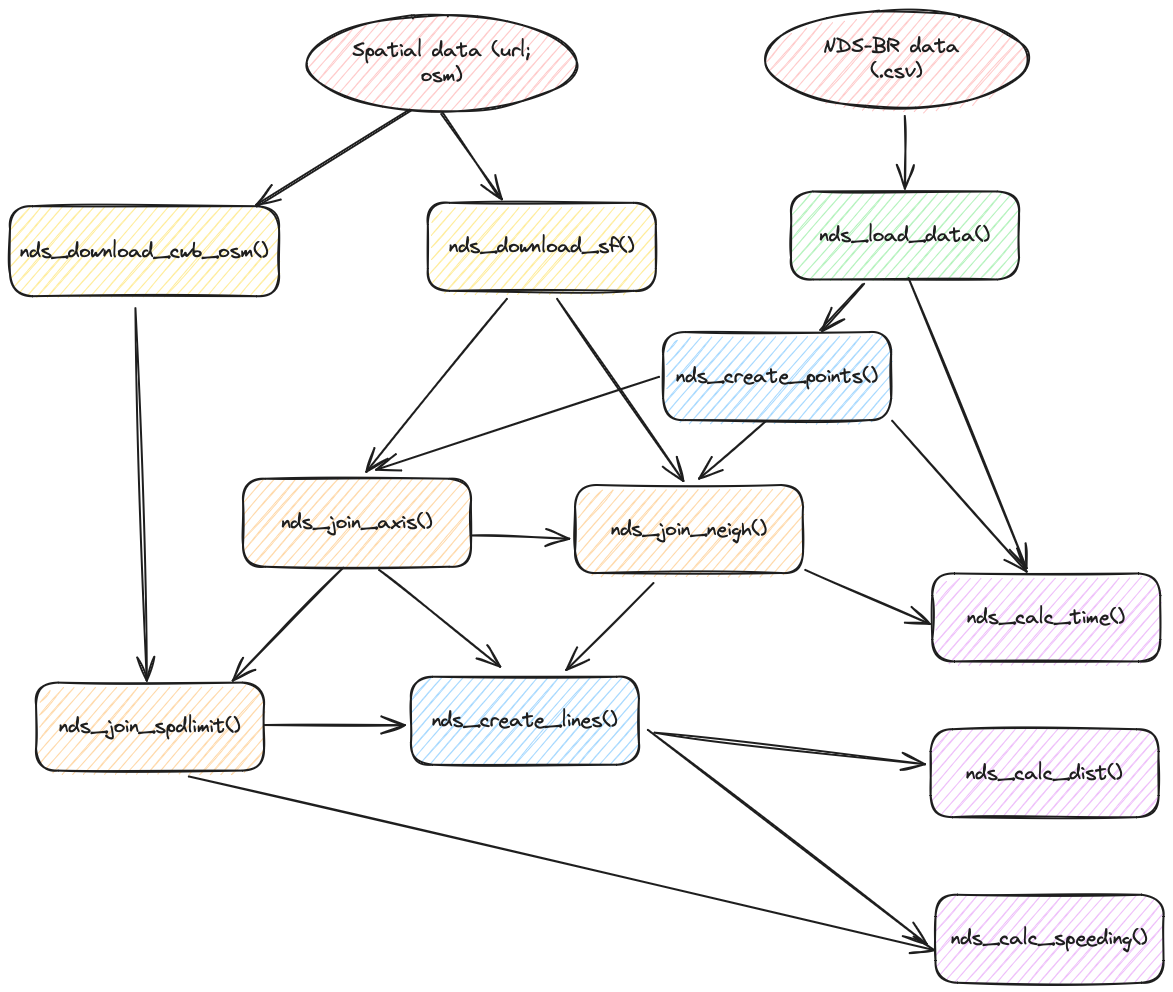 Spatial data (url;
osm)
NDS-BR data
(.csv)
nds_download_cwb_osm()
nds_download_sf()
nds_load_data()
nds_create_points()
nds_join_axis()
nds_join_neigh()
nds_calc_time()
nds_join_spdlimit()
nds_create_lines()
nds_calc_dist()
nds_calc_speeding()